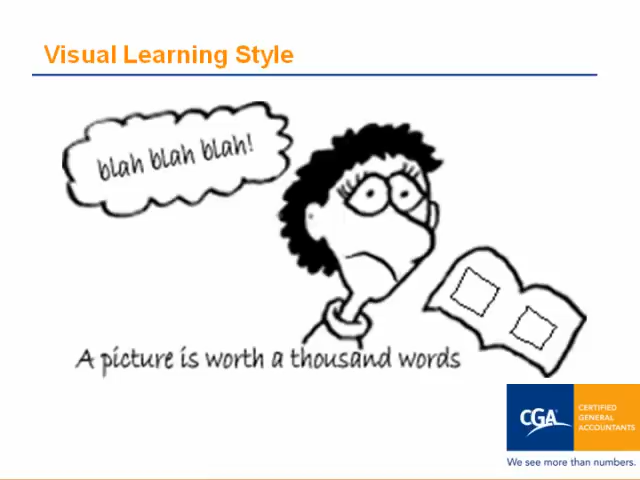 Visual Learning Style
blah blah blah!
A picture is worth a thousand words
CGA
CERTIFIED
GENERAL
ACCOUNTANTS
We see more than numbers.